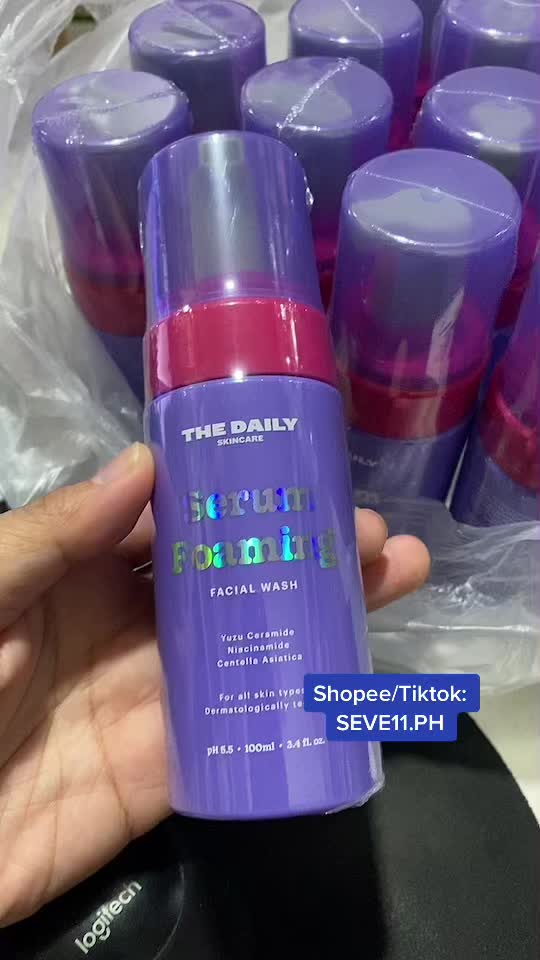 THE DAILY
SKINCARE
Serum
Foaming
FACIAL WASH
Yuzu Ceramide
Niacinamide
Centella Asiatica
For all skin types
Dermatologically
pH 5.5 • 100ml • 3.4 fl. oz.
Shopee/Tiktok:
SEVE11.PH
logitech